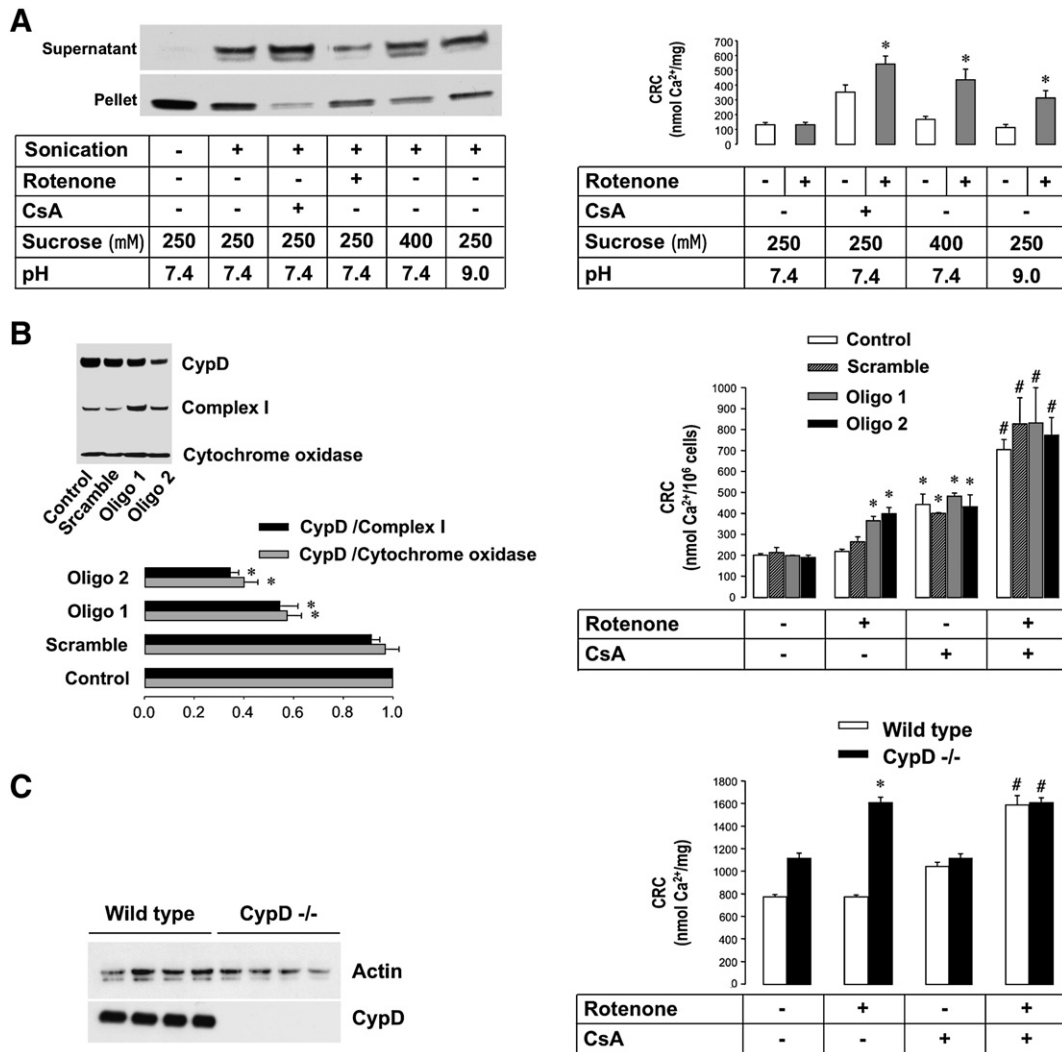 A
Supernatant
Pellet
Sonication - + + + + +
Rotenone - - - + - -
CsA - - + - - -
Sucrose (mM) 250 250 250 250 400 250
pH 7.4 7.4 7.4 7.4 7.4 9.0
CRC
(nmol Ca²⁺/mg)
700
600
500
400
300
200
100
0
* * *
Rotenone - + - + - + - +
CsA - + - -
Sucrose (mM) 250 250 400 250
pH 7.4 7.4 7.4 9.0
B
CypD
Complex I
Cytochrome oxidase
Control
Srcamble
Oligo 1
Oligo 2
CypD /Complex I
CypD /Cytochrome oxidase
Oligo 2
*
*
Oligo 1
*
*
Scramble
Control
0.0 0.2 0.4 0.6 0.8 1.0
Control
Scramble
Oligo 1
Oligo 2
CRC
(nmol Ca²⁺/10⁶ cells)
1000
900
800
700
600
500
400
300
200
100
0
* * * * * * # # # #
Rotenone - + - +
CsA - - + +
C
Wild type CypD -/-
Actin
CypD
Wild type
CypD -/-
CRC
(nmol Ca²⁺/mg)
1800
1600
1400
1200
1000
800
600
400
200
0
* # #
Rotenone - + - +
CsA - - + +